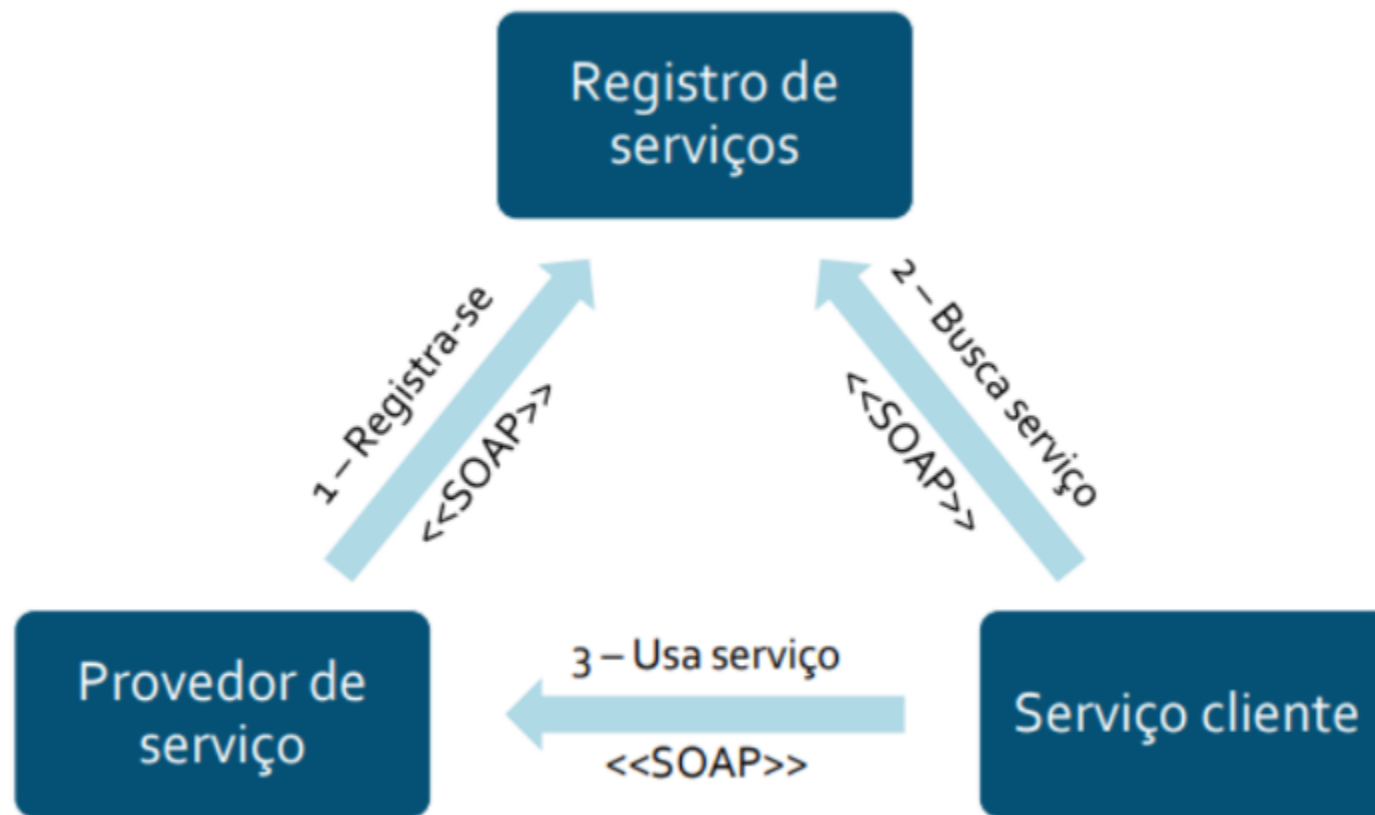 Registro de
serviços
1 – Registra-se
<<SOAP>>
2 – Busca serviço
<<SOAP>>
Provedor de
serviço
3 – Usa serviço
<<SOAP>>
Serviço cliente